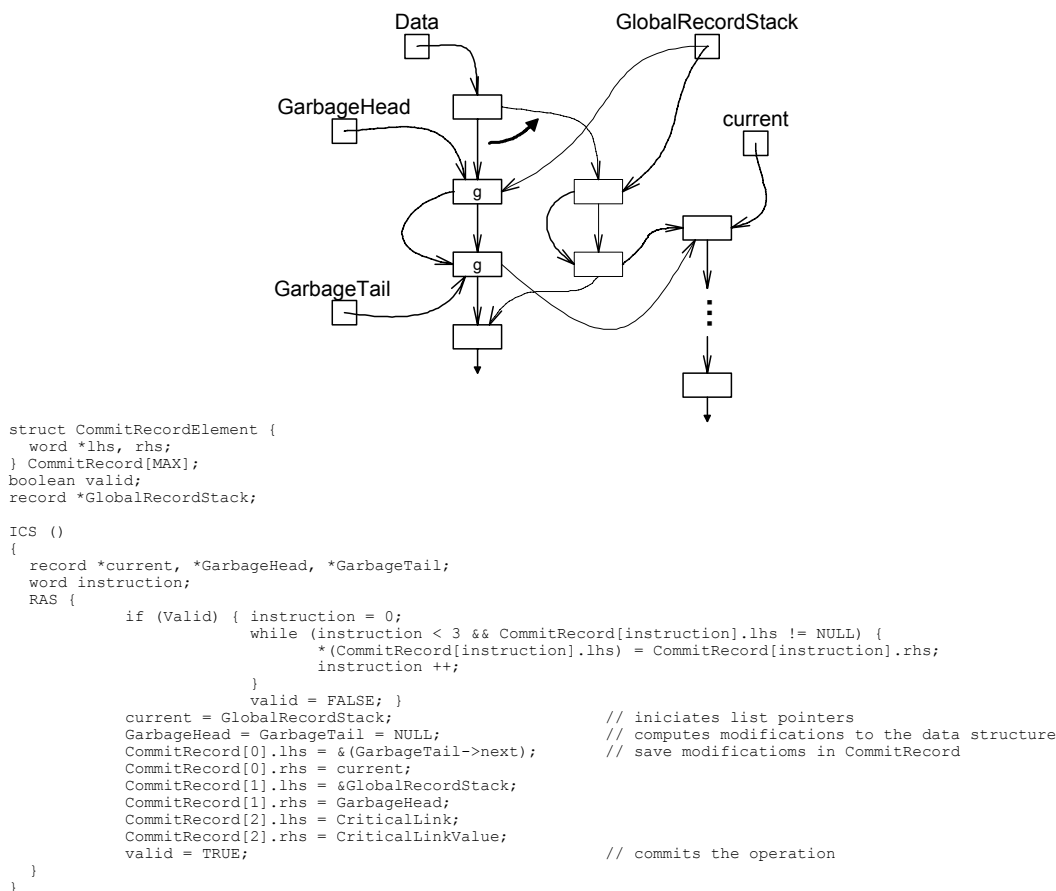 Data
GlobalRecordStack
GarbageHead
current
g
g
GarbageTail
struct CommitRecordElement {
word *lhs, rhs;
} CommitRecord[MAX];
boolean valid;
record *GlobalRecordStack;
ICS ()
{
record *current, *GarbageHead, *GarbageTail;
word instruction;
RAS {
if (Valid) { instruction = 0;
while (instruction < 3 && CommitRecord[instruction].lhs != NULL) {
*(CommitRecord[instruction].lhs) = CommitRecord[instruction].rhs;
instruction ++;
}
valid = FALSE; }
current = GlobalRecordStack; // iniciates list pointers
GarbageHead = GarbageTail = NULL; // computes modifications to the data structure
CommitRecord[0].lhs = &(GarbageTail->next); // save modificatioms in CommitRecord
CommitRecord[0].rhs = current;
CommitRecord[1].lhs = &GlobalRecordStack;
CommitRecord[1].rhs = GarbageHead;
CommitRecord[2].lhs = CriticalLink;
CommitRecord[2].rhs = CriticalLinkValue;
valid = TRUE; // commits the operation
}
}